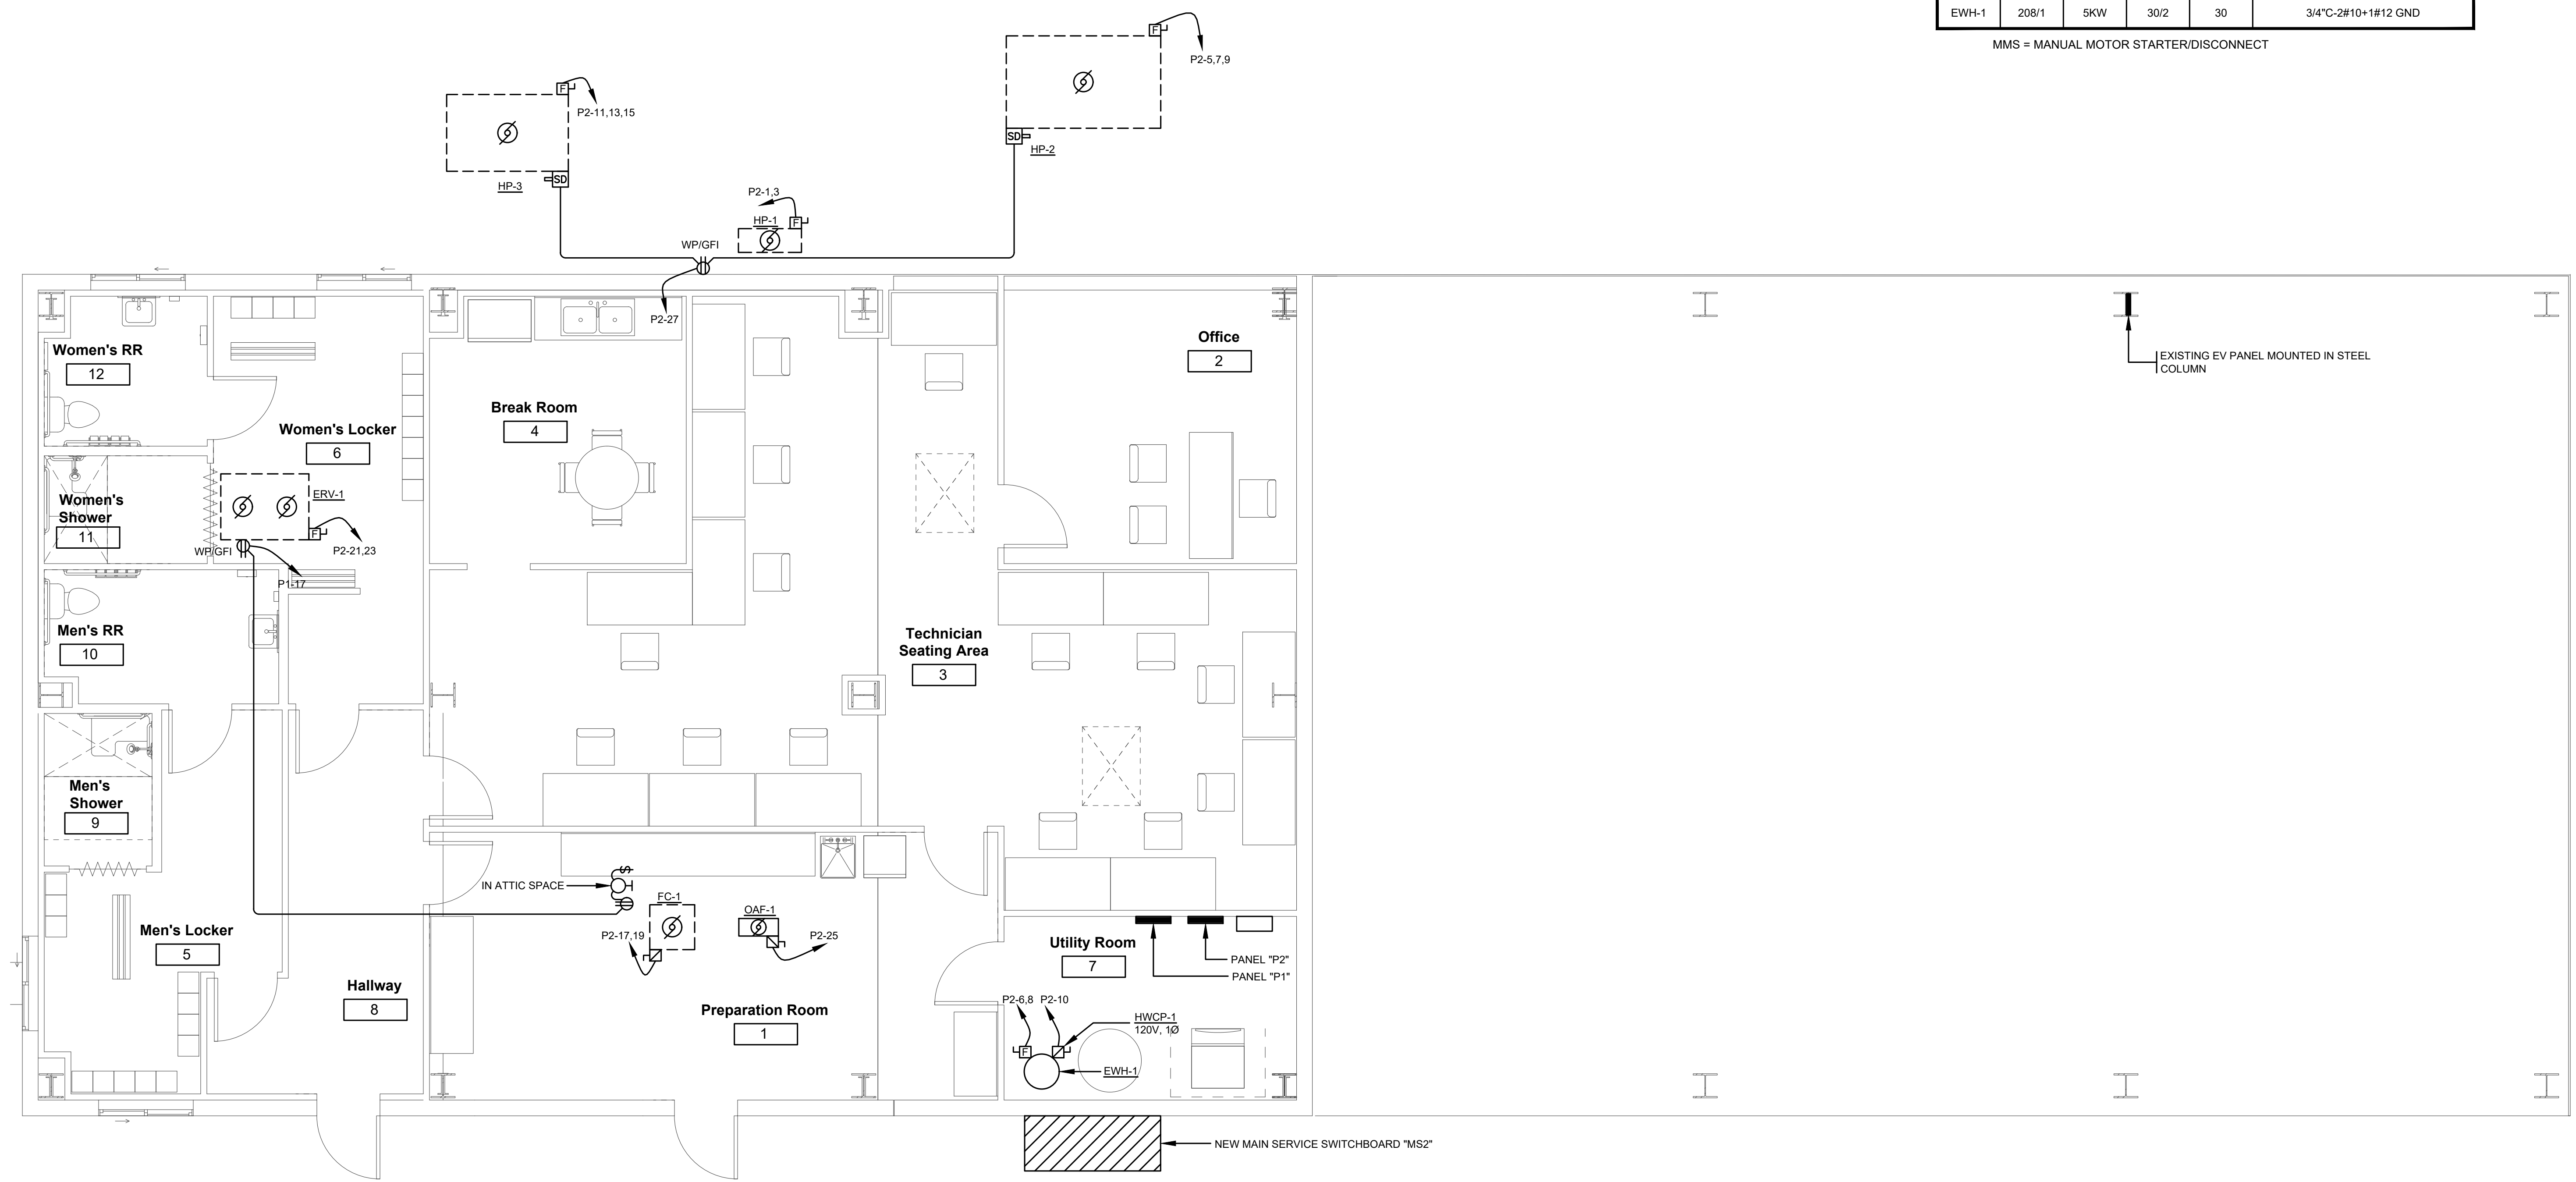 EWH-1 208/1 5KW 30/2 30 3/4"C-2#10+1#12 GND
MMS = MANUAL MOTOR STARTER/DISCONNECT
F
P2-5,7,9
SD
HP-2
F
P2-11,13,15
SD
HP-3
P2-1,3
HP-1
F
WP/GFI
P2-27
Women's RR
12
Women's Locker
6
Break Room
4
Office
2
EXISTING EV PANEL MOUNTED IN STEEL
COLUMN
Women's
Shower
11
ERV-1
F
WP/GFI
P2-21,23
P1-17
Men's RR
10
Technician
Seating Area
3
Men's
Shower
9
$
IN ATTIC SPACE
FC-1
OAF-1
P2-17,19
P2-25
Men's Locker
5
Utility Room
7
PANEL "P2"
PANEL "P1"
Hallway
8
Preparation Room
1
P2-6,8 P2-10
HWCP-1
120V, 1Ø
F
EWH-1
NEW MAIN SERVICE SWITCHBOARD "MS2"